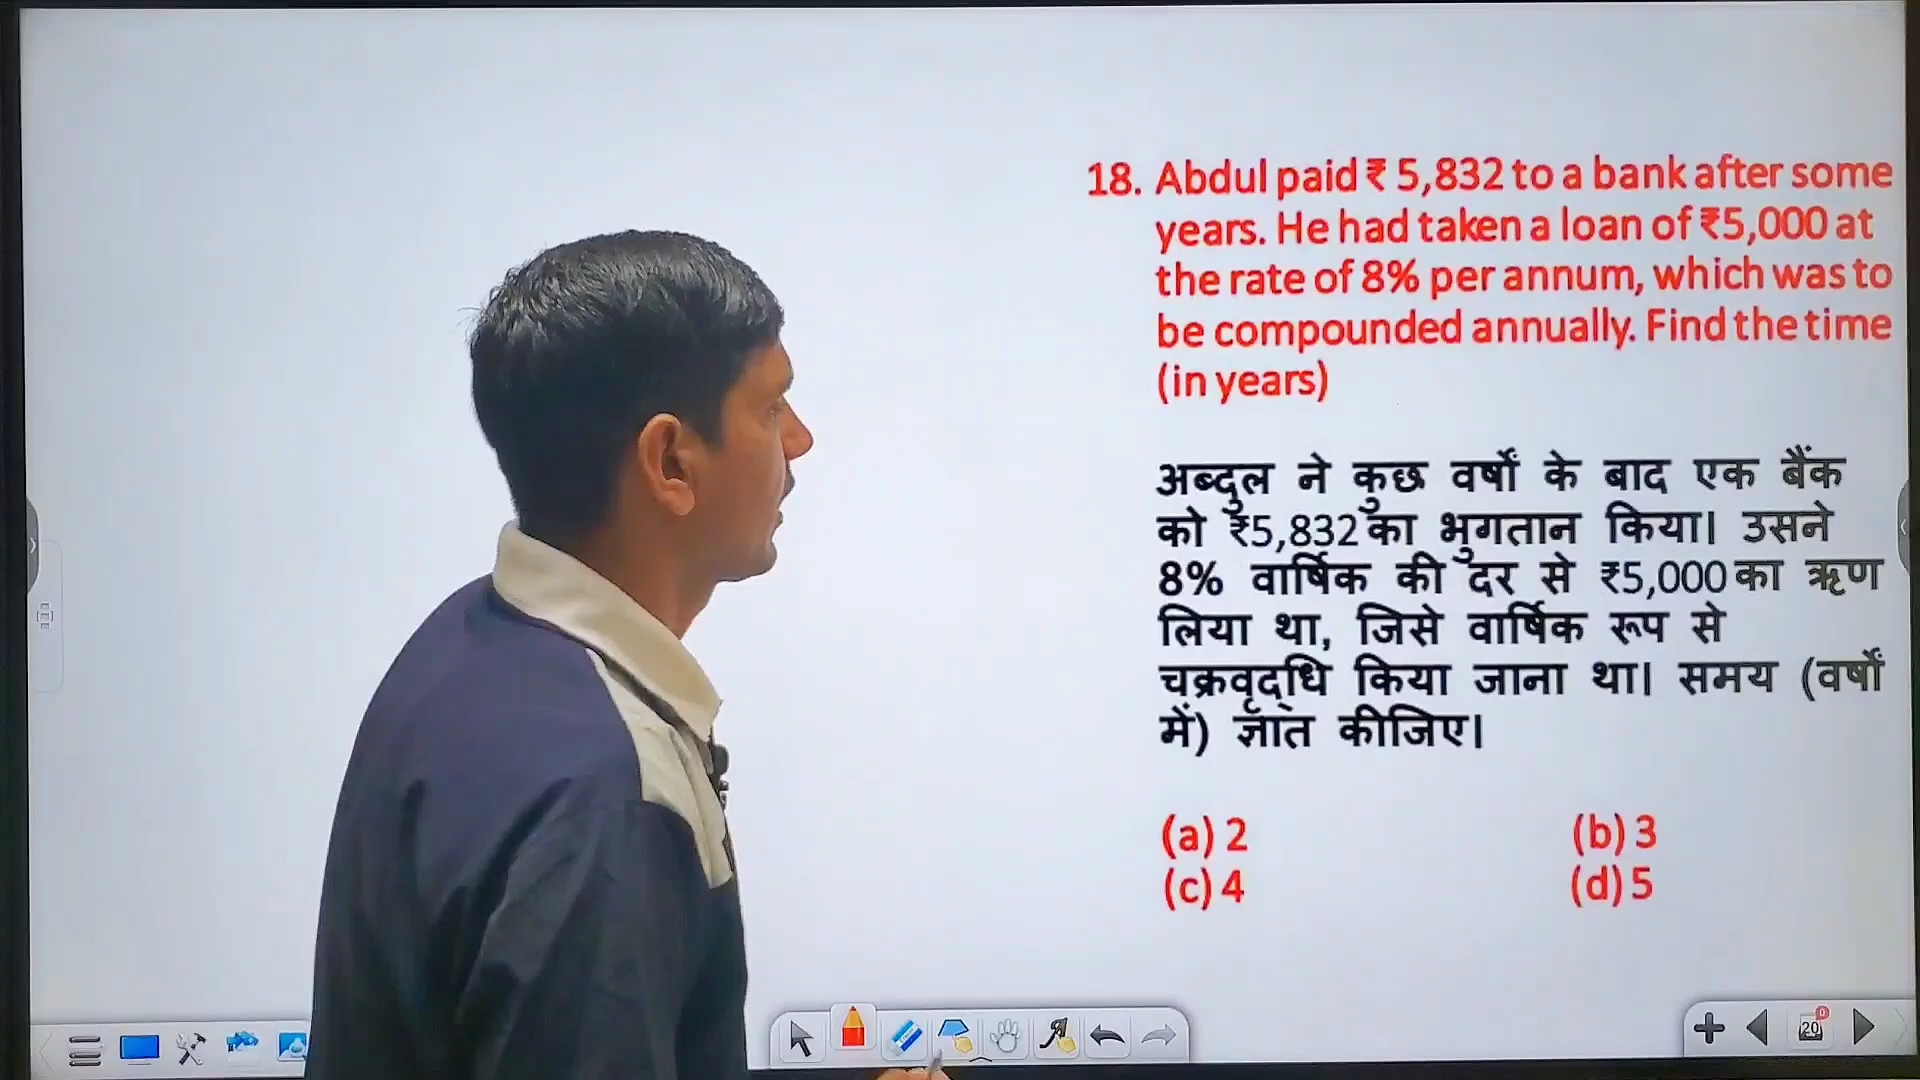 18. Abdul paid ₹ 5,832 to a bank after some
years. He had taken a loan of ₹5,000 at
the rate of 8% per annum, which was to
be compounded annually. Find the time
(in years)
अब्दुल ने कुछ वर्षों के बाद एक बैंक
को ₹5,832 का भुगतान किया। उसने
8% वार्षिक की दर से ₹5,000 का ऋण
लिया था, जिसे वार्षिक रूप से
चक्रवृद्धि किया जाना था। समय (वर्षों
में) ज्ञात कीजिए।
(a) 2 (b) 3
(c) 4 (d) 5
20 0